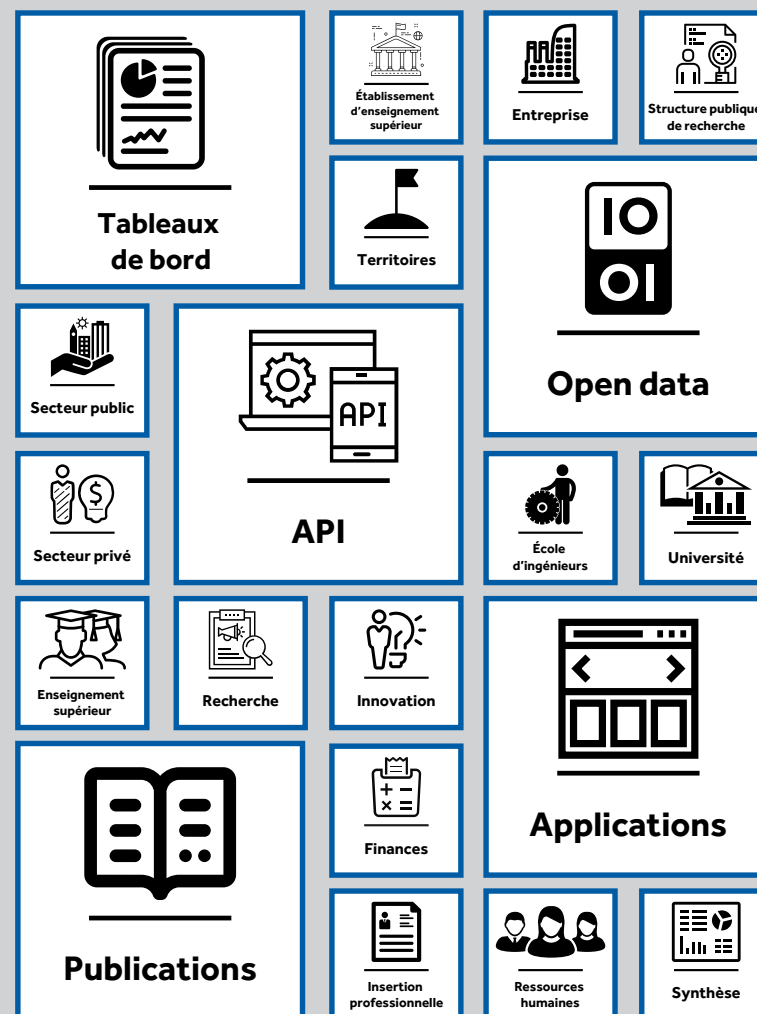 Tableaux
de bord
Établissement
d'enseignement
supérieur
Entreprise
Structure publique
de recherche
Territoires
IO
OI
Open data
Secteur public
API
API
Secteur privé
École
d'ingénieurs
Université
Enseignement
supérieur
Recherche
Innovation
Applications
Finances
Publications
Insertion
professionnelle
Ressources
humaines
Synthèse